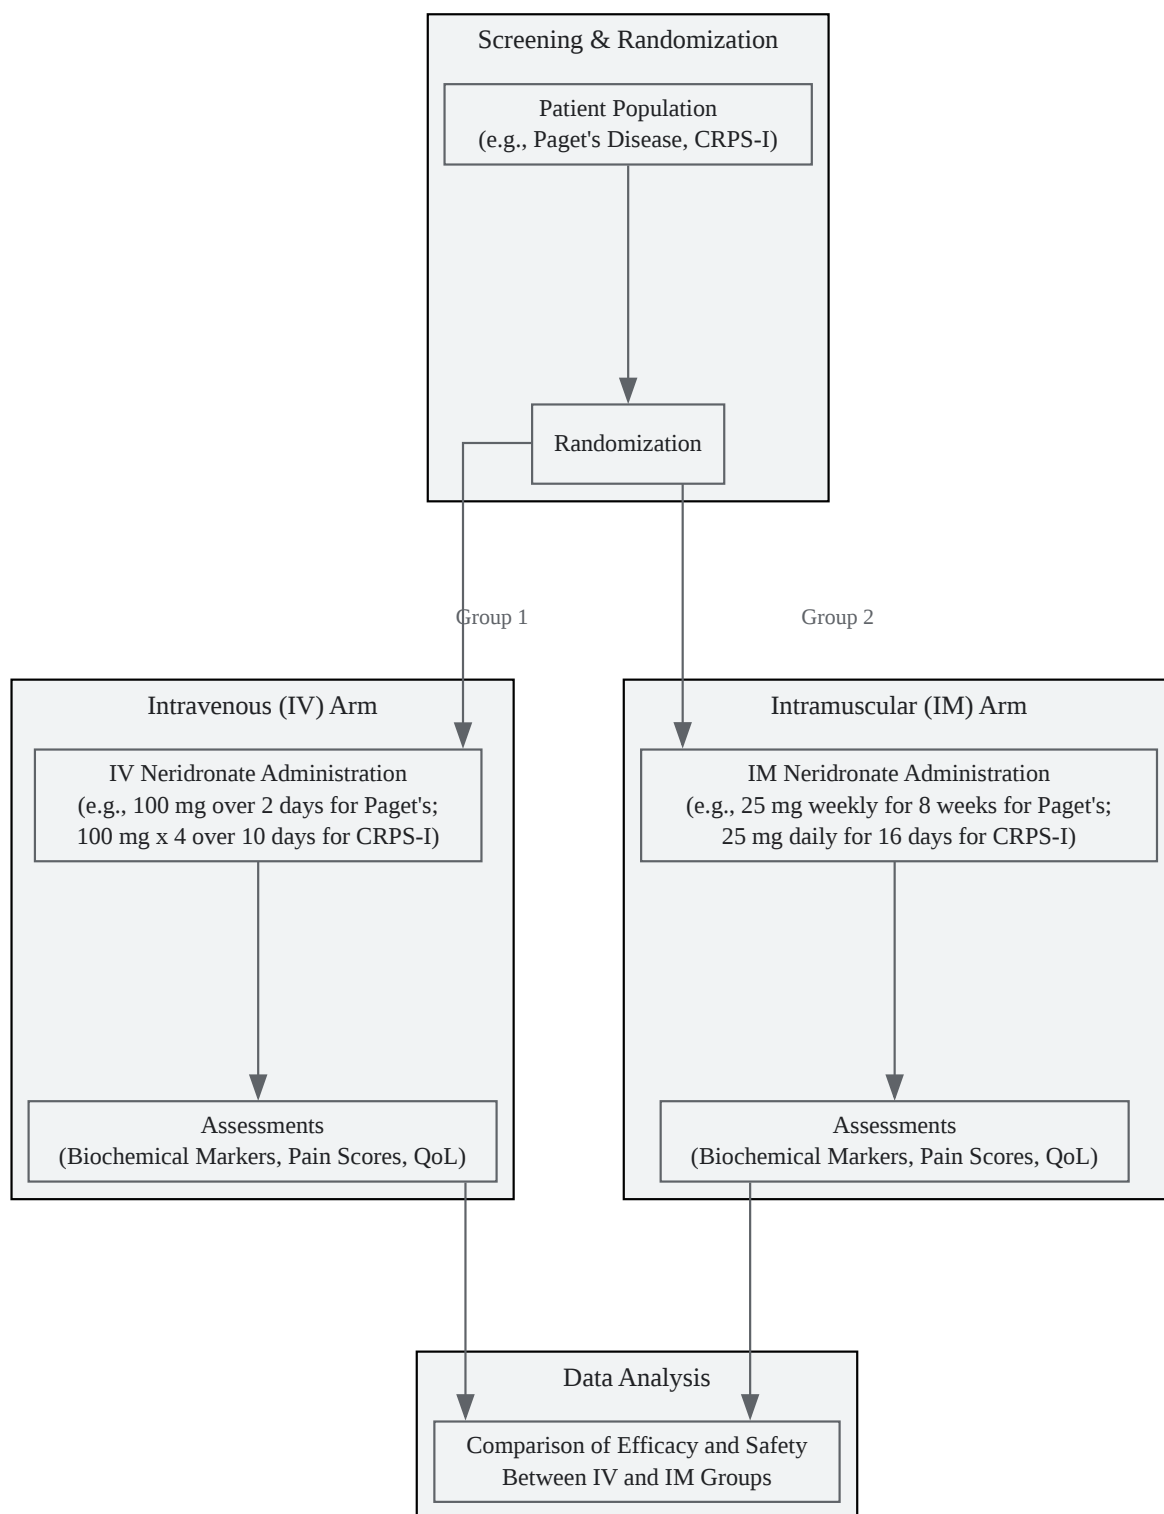 Screening & Randomization
Patient Population
(e.g., Paget's Disease, CRPS-I)
Randomization
Group 1
Group 2
Intravenous (IV) Arm
IV Neridronate Administration
(e.g., 100 mg over 2 days for Paget's;
100 mg x 4 over 10 days for CRPS-I)
Assessments
(Biochemical Markers, Pain Scores, QoL)
Intramuscular (IM) Arm
IM Neridronate Administration
(e.g., 25 mg weekly for 8 weeks for Paget's;
25 mg daily for 16 days for CRPS-I)
Assessments
(Biochemical Markers, Pain Scores, QoL)
Data Analysis
Comparison of Efficacy and Safety
Between IV and IM Groups